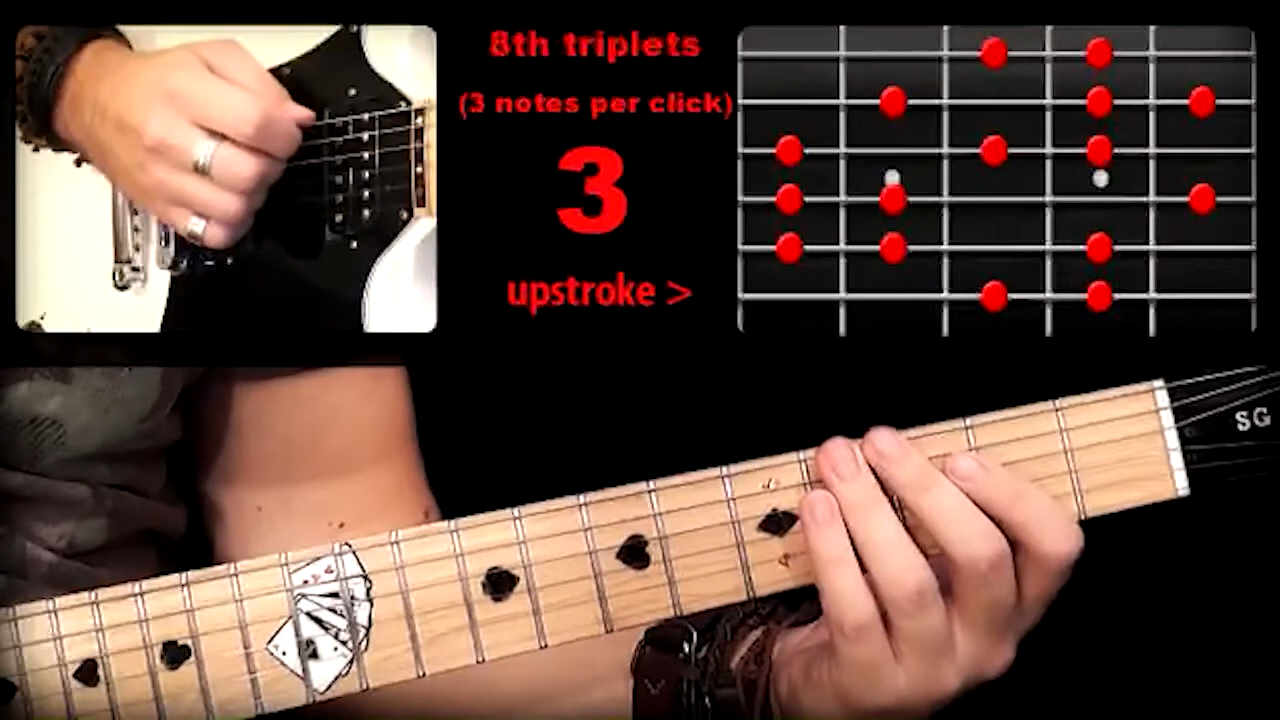 8th triplets
(3 notes per click)
3
upstroke >
SG